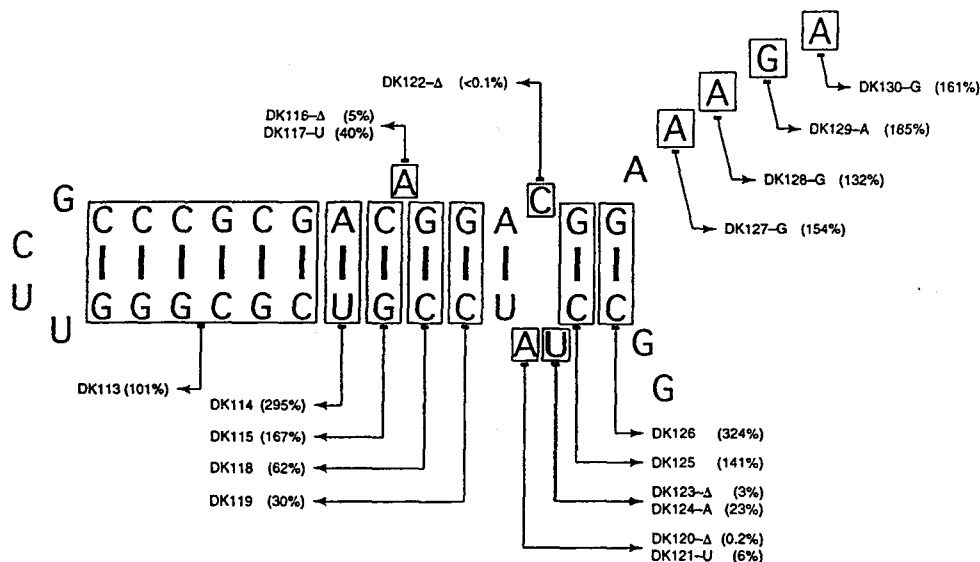 A
G
DK122–Δ (<0.1%)
A
DK130–G (161%)
DK116–Δ (5%)
DK117–U (40%)
A
DK129–A (165%)
A
A
DK128–G (132%)
C
G
C C C G C G A C G G A
G G
DK127–G (154%)
C
U
U
G G G C G C U G C C U
C C
A U
G
G
DK113 (101%)
DK114 (295%)
DK115 (167%)
DK118 (62%)
DK119 (30%)
DK126 (324%)
DK125 (141%)
DK123–Δ (3%)
DK124–A (23%)
DK120–Δ (0.2%)
DK121–U (6%)